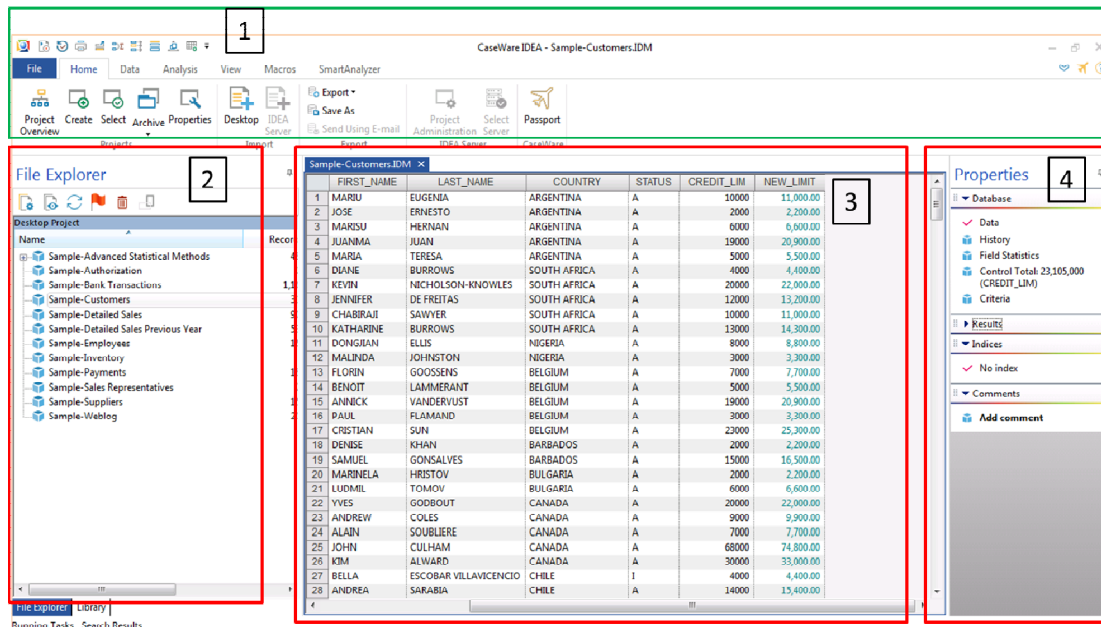 1
CaseWare IDEA - Sample-Customers.IDM
File Home Data Analysis View Macros SmartAnalyzer
Project Overview Create Select Archive Properties Desktop IDEA Server Export Save As Send Using E-mail Project Administration Select Server Passport
Projects Import Export IDEA Server CaseWare
File Explorer
2
Desktop Project
Name
Sample-Advanced Statistical Methods
Sample-Authorization
Sample-Bank Transactions
Sample-Customers
Sample-Detailed Sales
Sample-Detailed Sales Previous Year
Sample-Employees
Sample-Inventory
Sample-Payments
Sample-Sales Representatives
Sample-Suppliers
Sample-Weblog
File Explorer Library
Running Tasks Search Results
Sample-Customers.IDM
3
FIRST_NAME LAST_NAME COUNTRY STATUS CREDIT_LIM NEW_LIMIT
1 MARIU EUGENIA ARGENTINA A 10000 11,000.00
2 JOSE ERNESTO ARGENTINA A 2000 2,200.00
3 MARISU HERNAN ARGENTINA A 6000 6,600.00
4 JUANMA JUAN ARGENTINA A 19000 20,900.00
5 MARIA TERESA ARGENTINA A 5000 5,500.00
6 DIANE BURROWS SOUTH AFRICA A 4000 4,400.00
7 KEVIN NICHOLSON-KNOWLES SOUTH AFRICA A 20000 22,000.00
8 JENNIFER DE FREITAS SOUTH AFRICA A 12000 13,200.00
9 CHABIRAJI SAWYER SOUTH AFRICA A 10000 11,000.00
10 KATHARINE BURROWS SOUTH AFRICA A 13000 14,300.00
11 DONGJIAN ELLIS NIGERIA A 8000 8,800.00
12 MALINDA JOHNSTON NIGERIA A 3000 3,300.00
13 FLORIN GOOSSENS BELGIUM A 7000 7,700.00
14 BENOIT LAMMERANT BELGIUM A 5000 5,500.00
15 ANNICK VANDERVUST BELGIUM A 19000 20,900.00
16 PAUL FLAMAND BELGIUM A 3000 3,300.00
17 CRISTIAN SUN BELGIUM A 23000 25,300.00
18 DENISE KHAN BARBADOS A 2000 2,200.00
19 SAMUEL GONSALVES BARBADOS A 15000 16,500.00
20 MARINELA HRISTOV BULGARIA A 2000 2,200.00
21 LUDMIL TOMOV BULGARIA A 6000 6,600.00
22 YVES GODBOUT CANADA A 20000 22,000.00
23 ANDREW COLES CANADA A 9000 9,900.00
24 ALAIN SOUBLIERE CANADA A 7000 7,700.00
25 JOHN CULHAM CANADA A 68000 74,800.00
26 KIM ALWARD CANADA A 30000 33,000.00
27 BELLA ESCOBAR VILLAVICENCIO CHILE I 4000 4,400.00
28 ANDREA SARABIA CHILE A 14000 15,400.00
Properties
4
Database
Data
History
Field Statistics
Control Total: 23,105,000
(CREDIT_LIM)
Criteria
Results
Indices
No index
Comments
Add comment